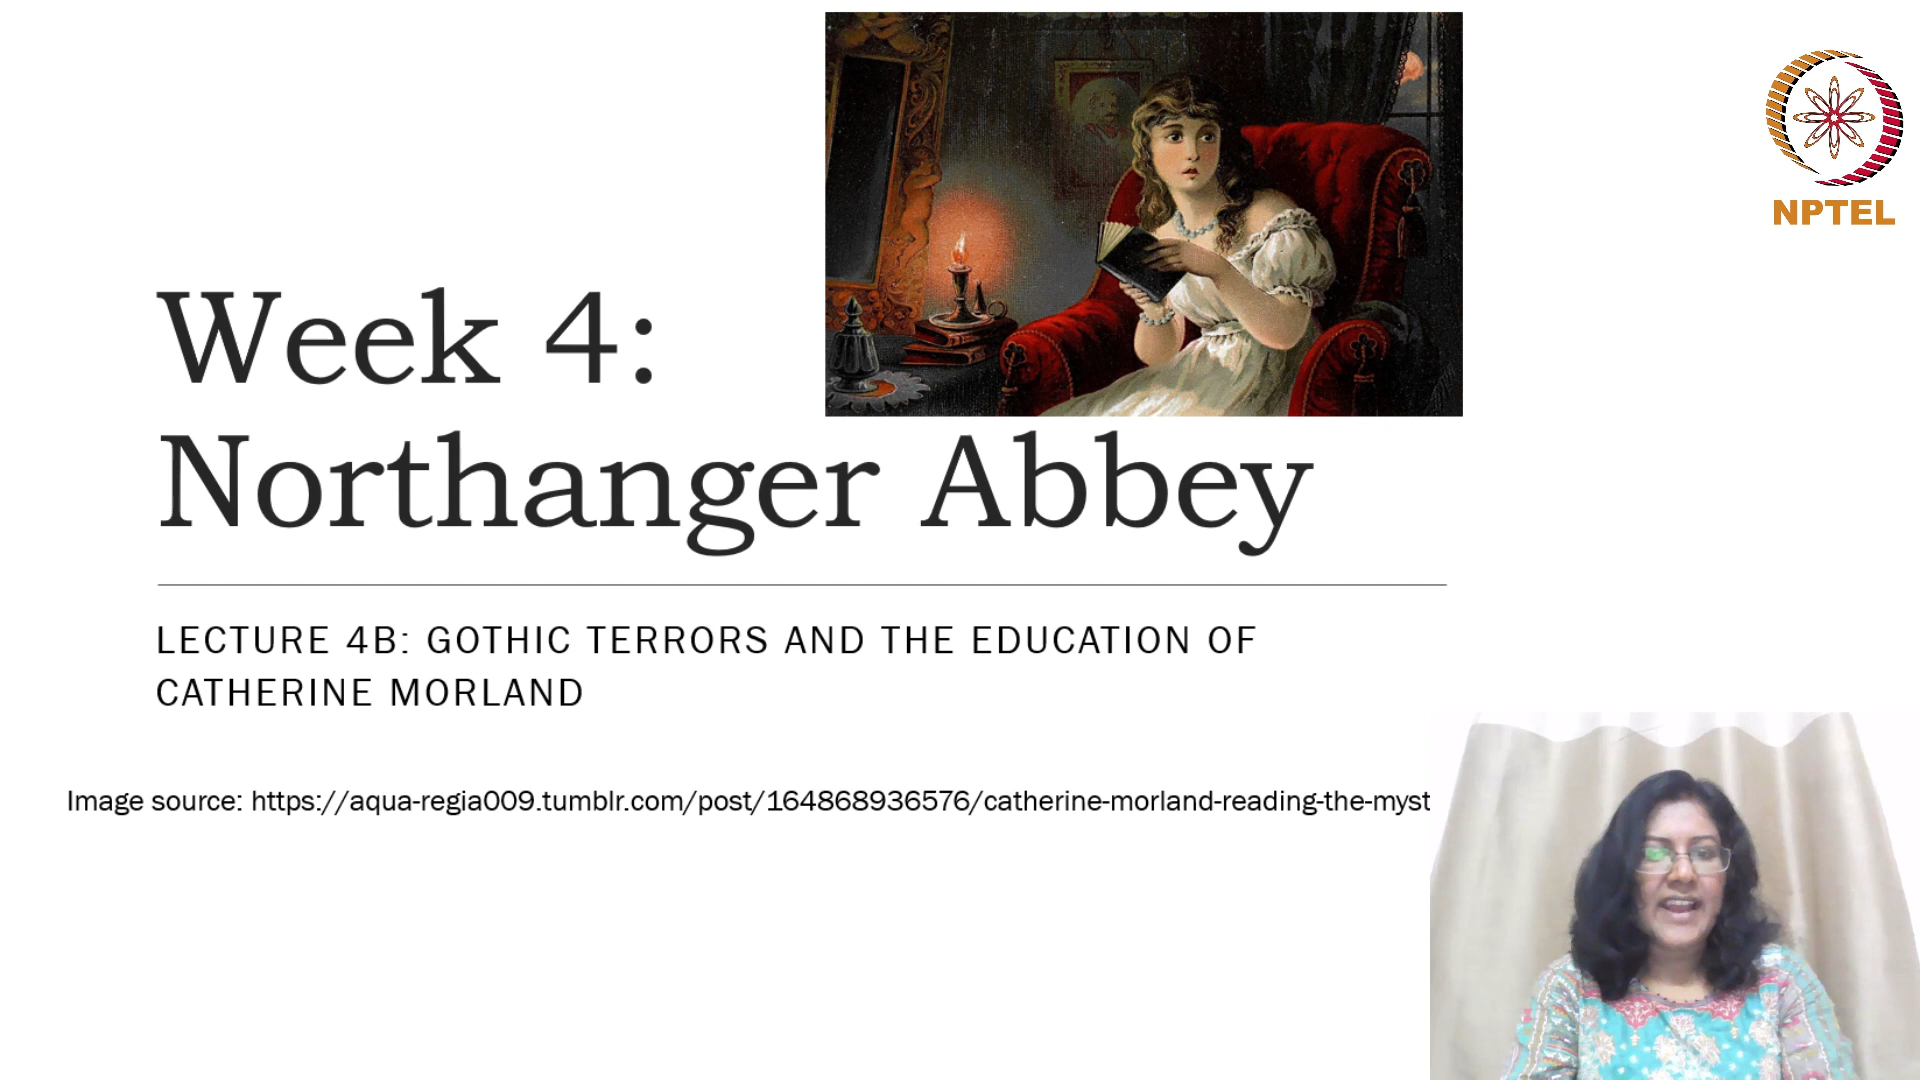 NPTEL
Week 4:
Northanger Abbey
LECTURE 4B: GOTHIC TERRORS AND THE EDUCATION OF
CATHERINE MORLAND
Image source: https://aqua-regia009.tumblr.com/post/164868936576/catherine-morland-reading-the-myst